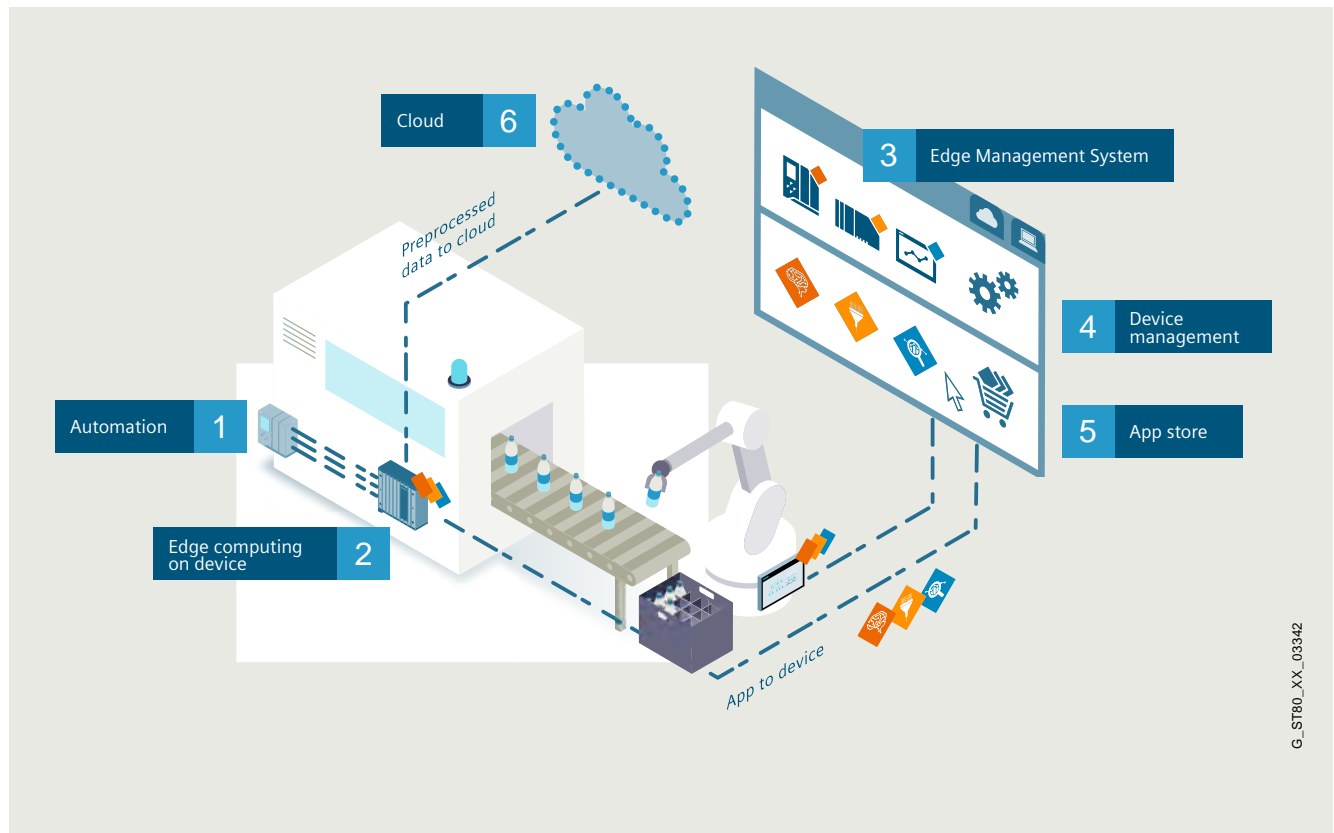 Cloud 6
3 Edge Management System
Preprocessed
data to cloud
4 Device
management
Automation 1
5 App store
Edge computing
on device 2
App to device
G_ST80_XX_03342